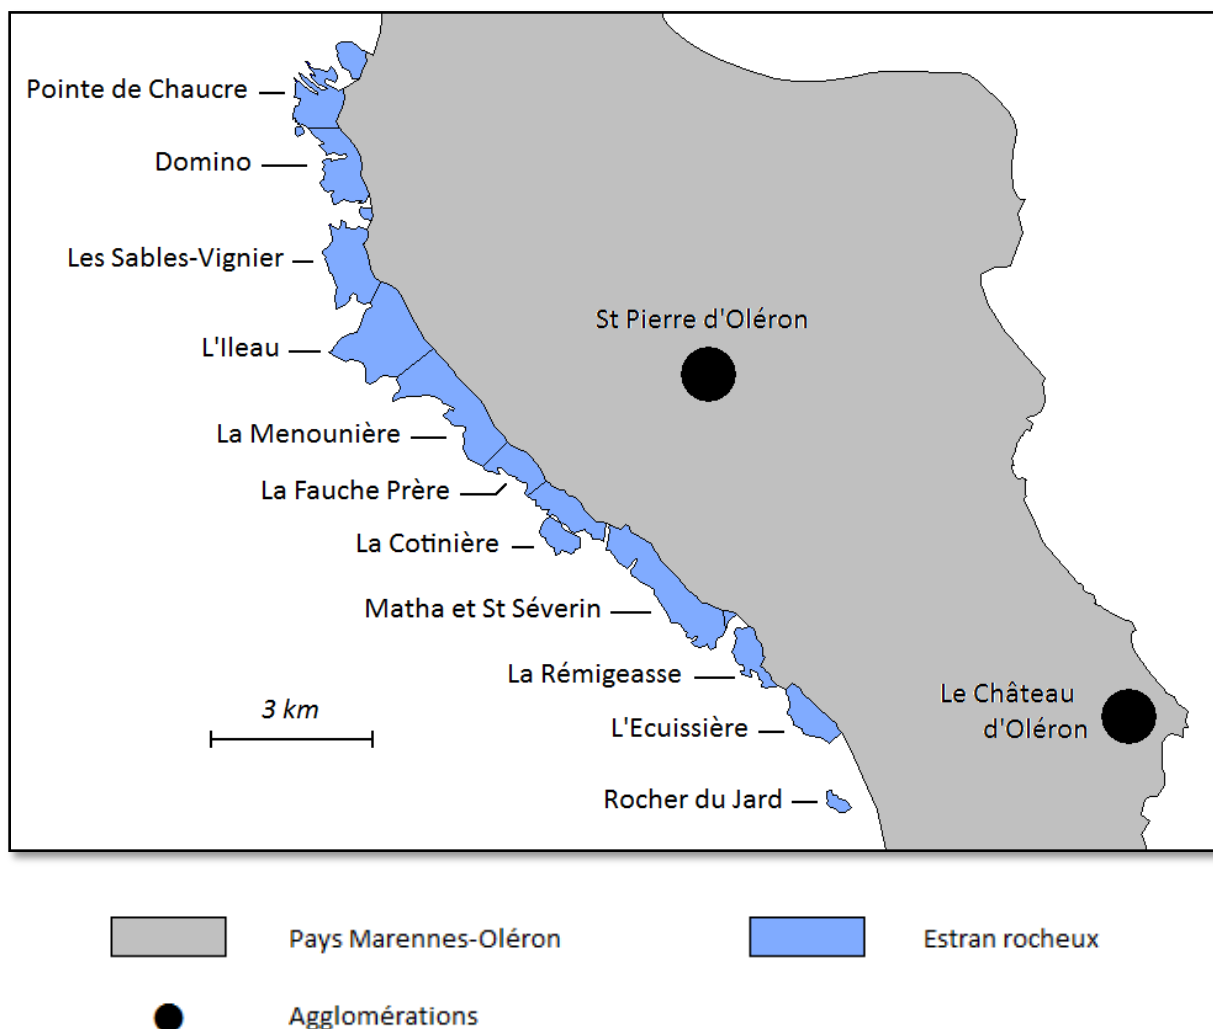 Pointe de Chaucre
Domino
Les Sables-Vignier
L'Ileau
St Pierre d'Oléron
La Menounière
La Fauche Prère
La Cotinière
Matha et St Séverin
La Rémigeasse
Le Château
d'Oléron
3 km
L'Ecuissière
Rocher du Jard
Pays Marennes-Oléron
Estran rocheux
Agglomérations